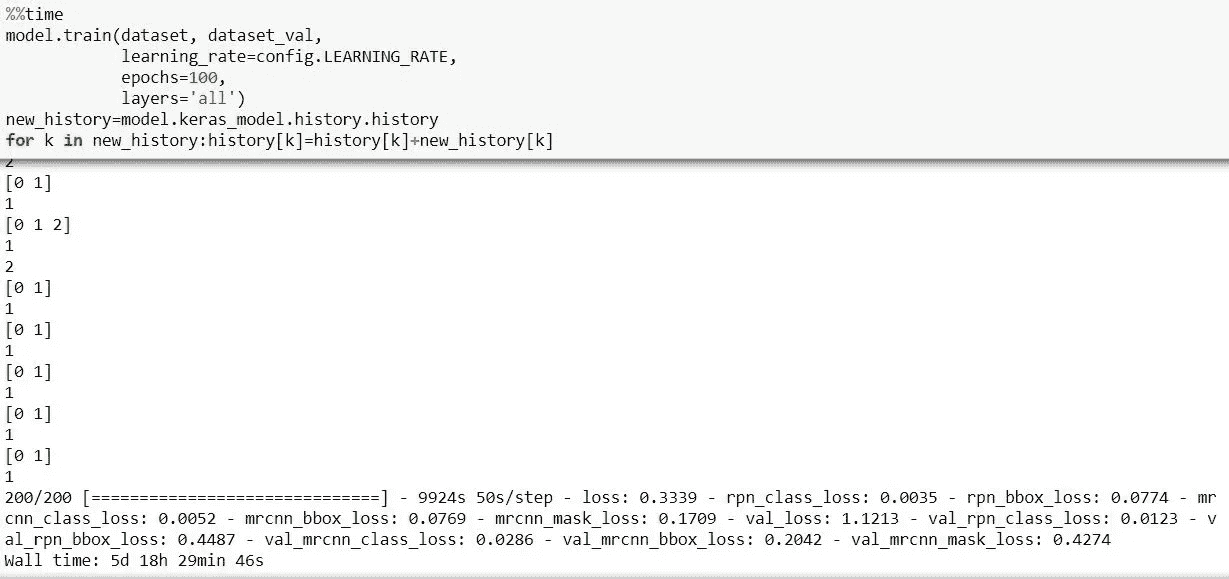 %%time
model.train(dataset, dataset_val,
            learning_rate=config.LEARNING_RATE,
            epochs=100,
            layers='all')
new_history=model.keras_model.history.history
for k in new_history:history[k]=history[k]+new_history[k]
2
[0 1]
1
[0 1 2]
1
2
[0 1]
1
[0 1]
1
[0 1]
1
[0 1]
1
[0 1]
1
200/200 [==============================] - 9924s 50s/step - loss: 0.3339 - rpn_class_loss: 0.0035 - rpn_bbox_loss: 0.0774 - mr
cnn_class_loss: 0.0052 - mrcnn_bbox_loss: 0.0769 - mrcnn_mask_loss: 0.1709 - val_loss: 1.1213 - val_rpn_class_loss: 0.0123 - v
al_rpn_bbox_loss: 0.4487 - val_mrcnn_class_loss: 0.0286 - val_mrcnn_bbox_loss: 0.2042 - val_mrcnn_mask_loss: 0.4274
Wall time: 5d 18h 29min 46s